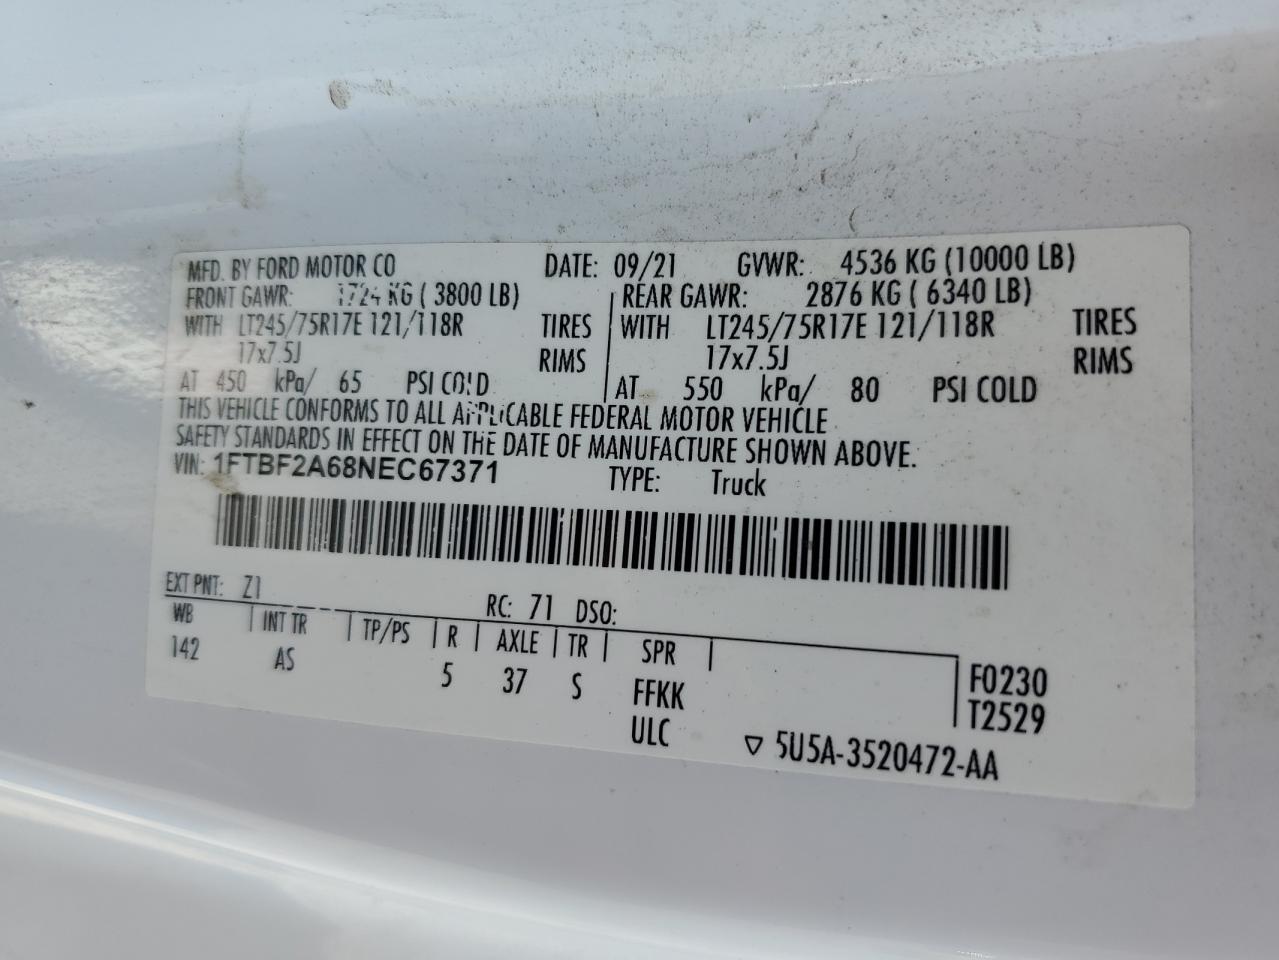 MFD. BY FORD MOTOR CO DATE: 09/21 GVWR: 4536 KG (10000 LB)
FRONT GAWR: 1724 KG ( 3800 LB) REAR GAWR: 2876 KG ( 6340 LB)
WITH LT245/75R17E 121/118R TIRES WITH LT245/75R17E 121/118R TIRES
17x7.5J RIMS 17x7.5J RIMS
AT 450 kPa/ 65 PSI COLD AT 550 kPa/ 80 PSI COLD
THIS VEHICLE CONFORMS TO ALL APPLICABLE FEDERAL MOTOR VEHICLE
SAFETY STANDARDS IN EFFECT ON THE DATE OF MANUFACTURE SHOWN ABOVE.
VIN: 1FTBF2A68NEC67371 TYPE: Truck
EXT PNT: Z1 RC: 71 DSO:
WB INT TR TP/PS R AXLE TR SPR
142 AS 5 37 S FFKK F0230
ULC T2529
▽ 5U5A-3520472-AA